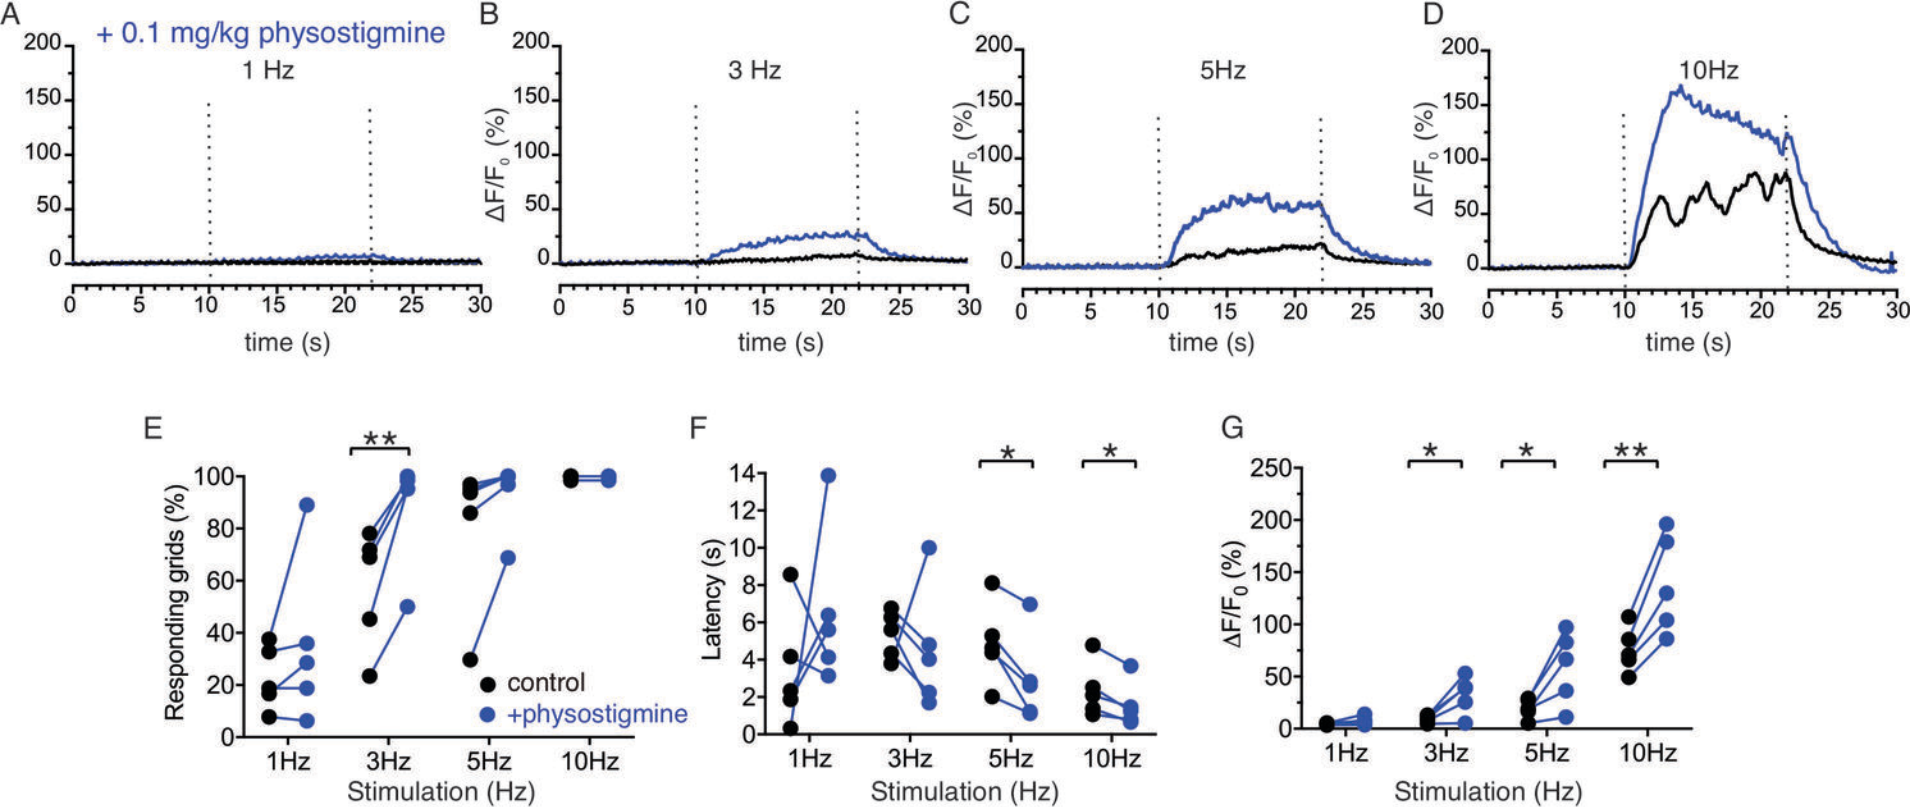 A
+ 0.1 mg/kg physostigmine
1 Hz
200
150
100
50
0
0 5 10 15 20 25 30
time (s)
B
3 Hz
ΔF/F0 (%)
200
150
100
50
0
0 5 10 15 20 25 30
time (s)
C
5Hz
ΔF/F0 (%)
200
150
100
50
0
0 5 10 15 20 25 30
time (s)
D
10Hz
ΔF/F0 (%)
200
150
100
50
0
0 5 10 15 20 25 30
time (s)
E
**
Responding grids (%)
100
80
60
40
20
0
control
+physostigmine
1Hz 3Hz 5Hz 10Hz
Stimulation (Hz)
F
* *
Latency (s)
14
12
10
8
6
4
2
0
1Hz 3Hz 5Hz 10Hz
Stimulation (Hz)
G
* * **
ΔF/F0 (%)
250
200
150
100
50
0
1Hz 3Hz 5Hz 10Hz
Stimulation (Hz)